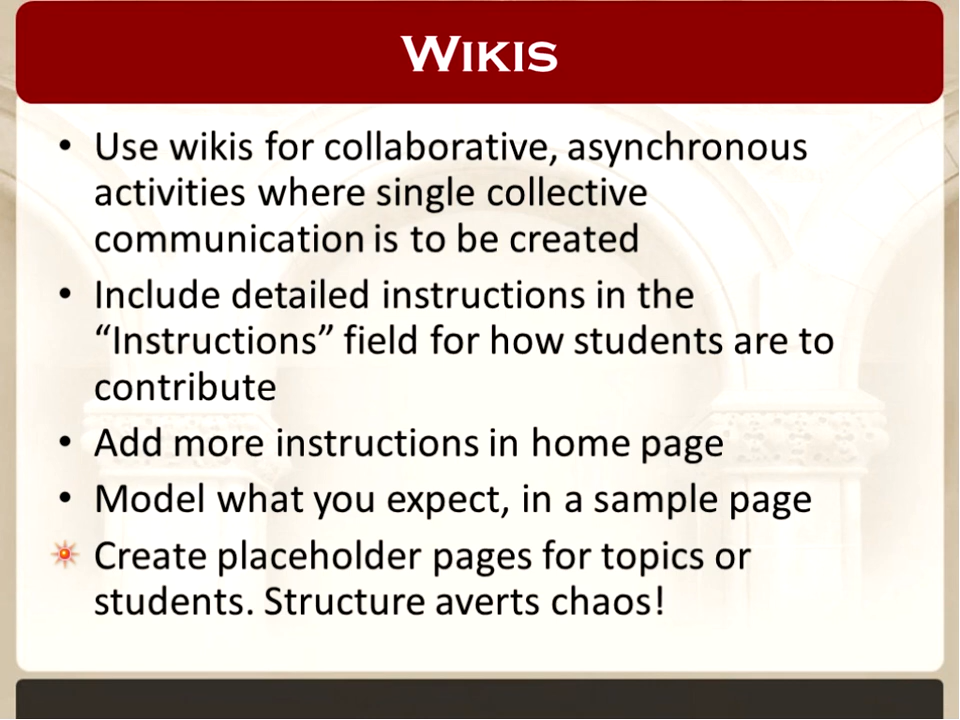 WIKIS
• Use wikis for collaborative, asynchronous
activities where single collective
communication is to be created
• Include detailed instructions in the
“Instructions” field for how students are to
contribute
• Add more instructions in home page
• Model what you expect, in a sample page
Create placeholder pages for topics or
students. Structure averts chaos!